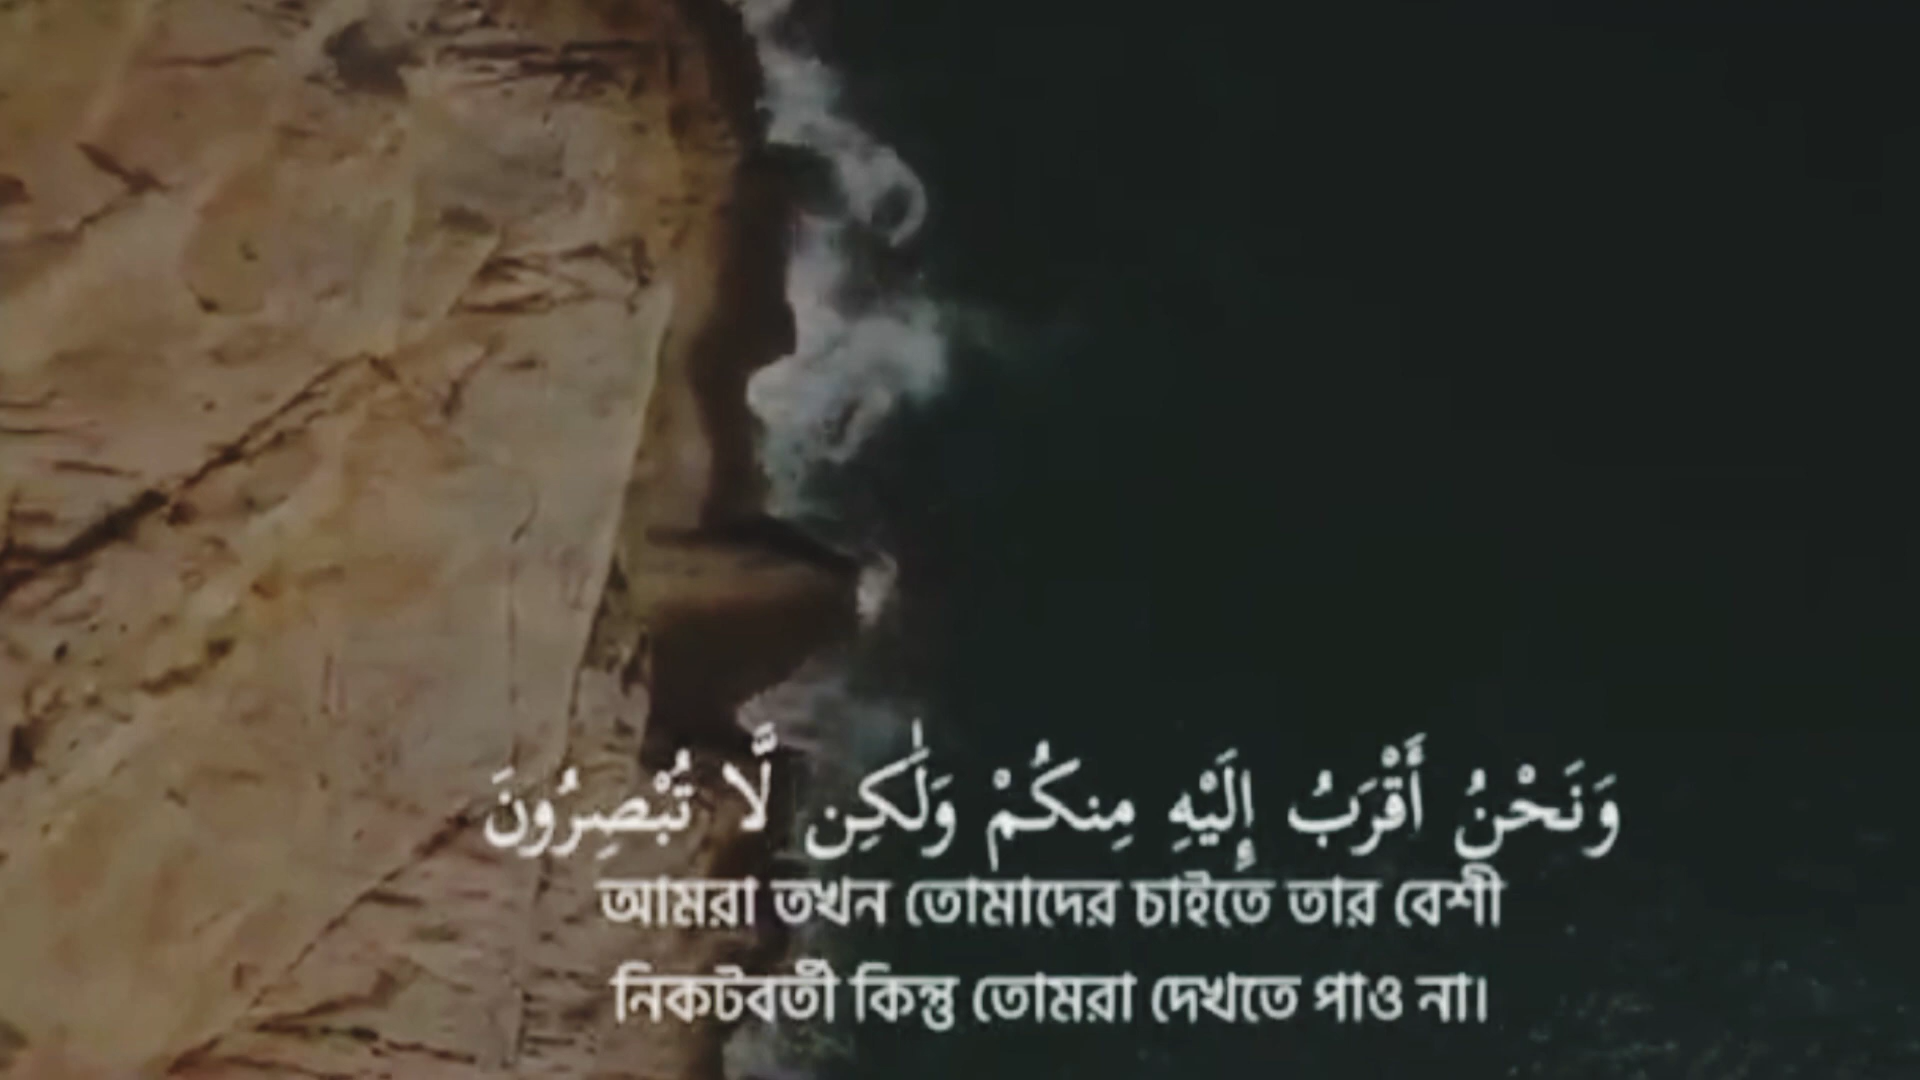 وَنَحْنُ أَقْرَبُ إِلَيْهِ مِنكُمْ وَلَٰكِن لَّا تُبْصِرُونَ
আমরা তখন তোমাদের চাইতে তার বেশী
নিকটবর্তী কিন্তু তোমরা দেখতে পাও না।